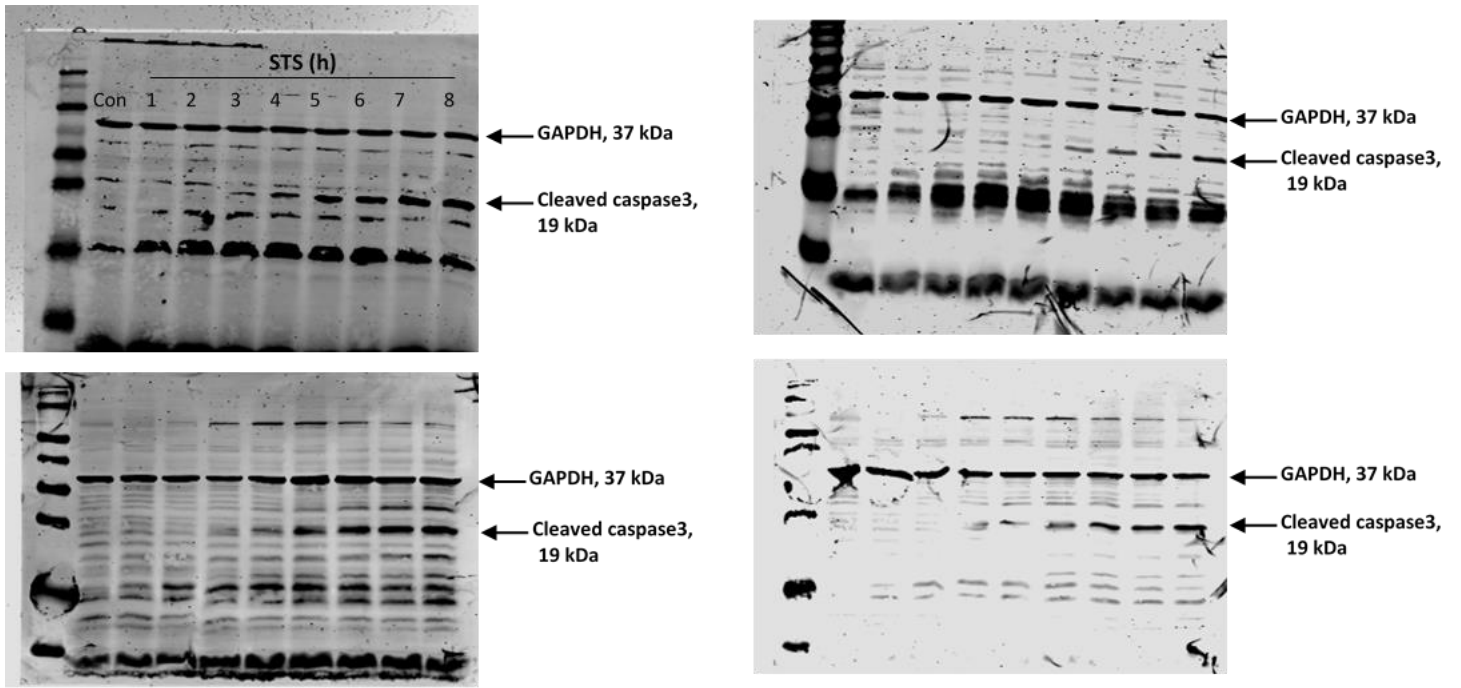 STS (h)
Con 1 2 3 4 5 6 7 8
GAPDH, 37 kDa
Cleaved caspase3,
19 kDa
GAPDH, 37 kDa
Cleaved caspase3,
19 kDa
GAPDH, 37 kDa
Cleaved caspase3,
19 kDa
GAPDH, 37 kDa
Cleaved caspase3,
19 kDa